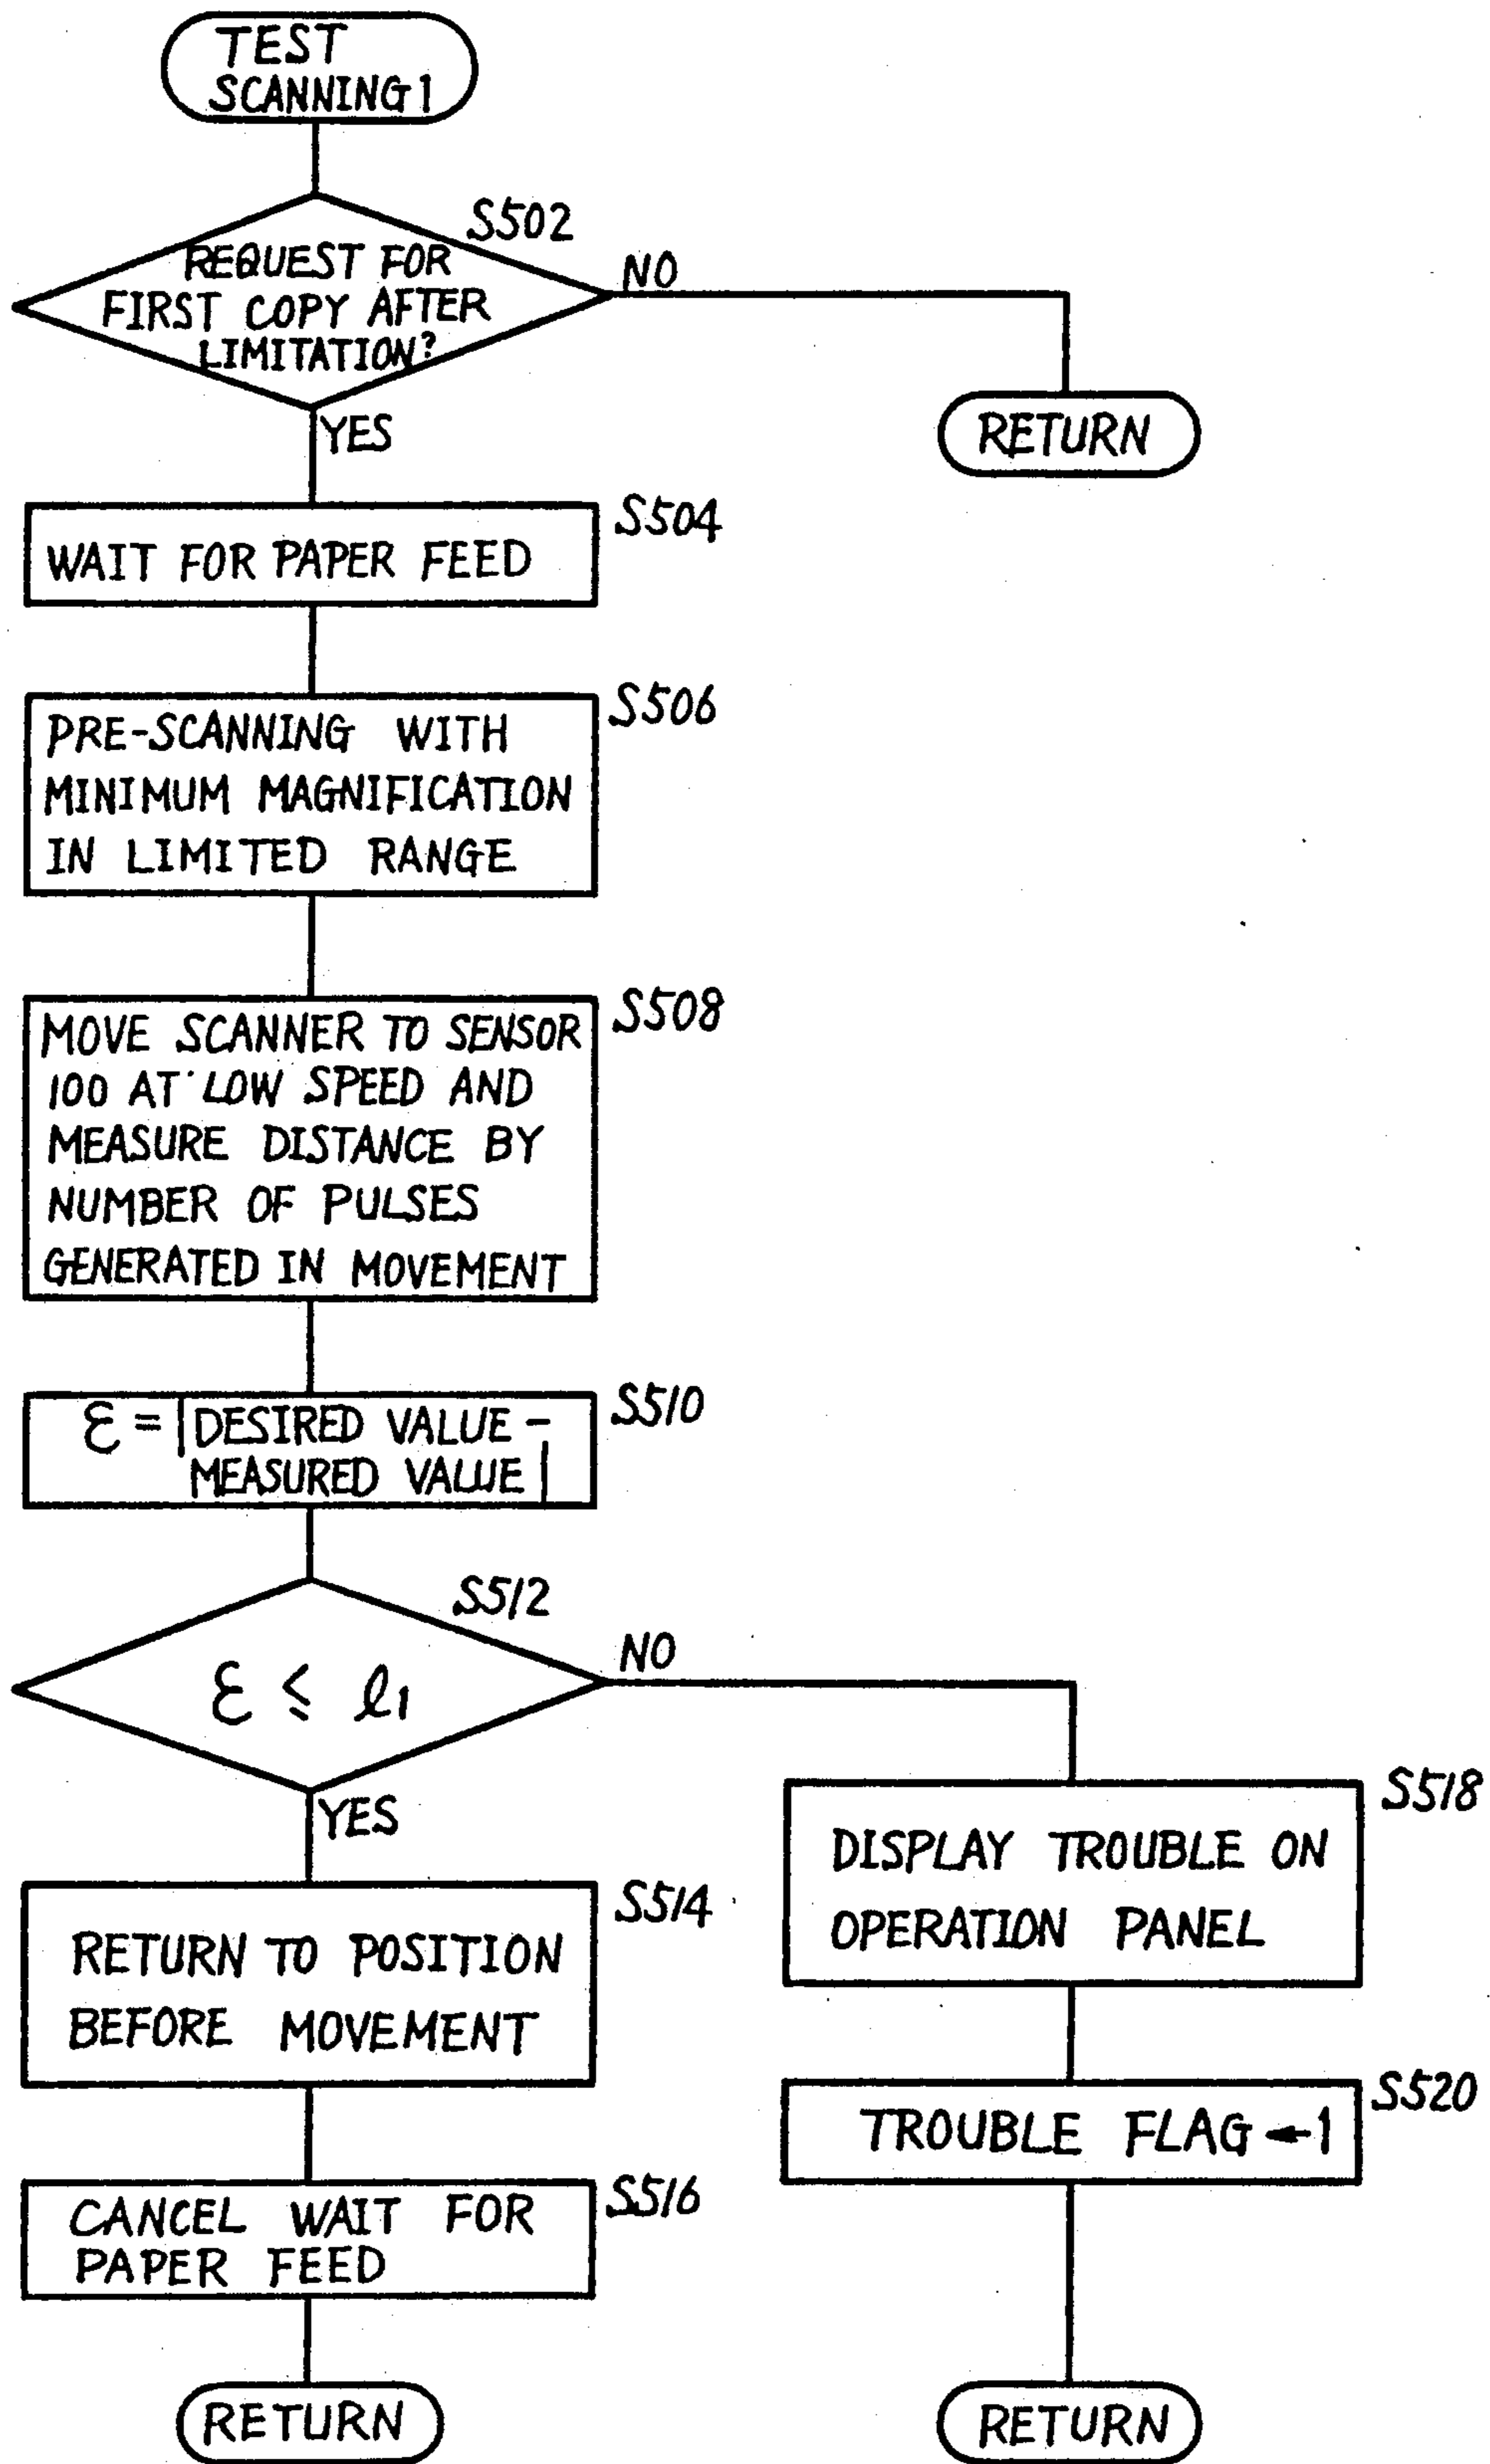 TEST
SCANNING 1
S502
REQUEST FOR
FIRST COPY AFTER
LIMITATION?
NO
RETURN
YES
S504
WAIT FOR PAPER FEED
S506
PRE-SCANNING WITH
MINIMUM MAGNIFICATION
IN LIMITED RANGE
S508
MOVE SCANNER TO SENSOR
100 AT LOW SPEED AND
MEASURE DISTANCE BY
NUMBER OF PULSES
GENERATED IN MOVEMENT
S510
ℰ = |DESIRED VALUE -
MEASURED VALUE|
S512
ℰ ≤ ℓ1
NO
YES
S514
RETURN TO POSITION
BEFORE MOVEMENT
S516
CANCEL WAIT FOR
PAPER FEED
RETURN
S518
DISPLAY TROUBLE ON
OPERATION PANEL
S520
TROUBLE FLAG ← 1
RETURN